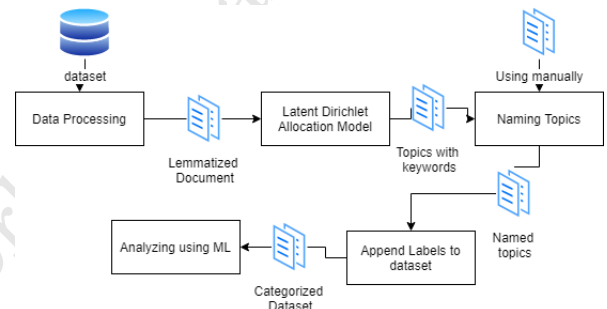 dataset
Using manually
Data Processing
Latent Dirichlet
Allocation Model
Naming Topics
Lemmatized
Document
Topics with
keywords
Named
topics
Analyzing using ML
Append Labels to
dataset
Categorized
Dataset